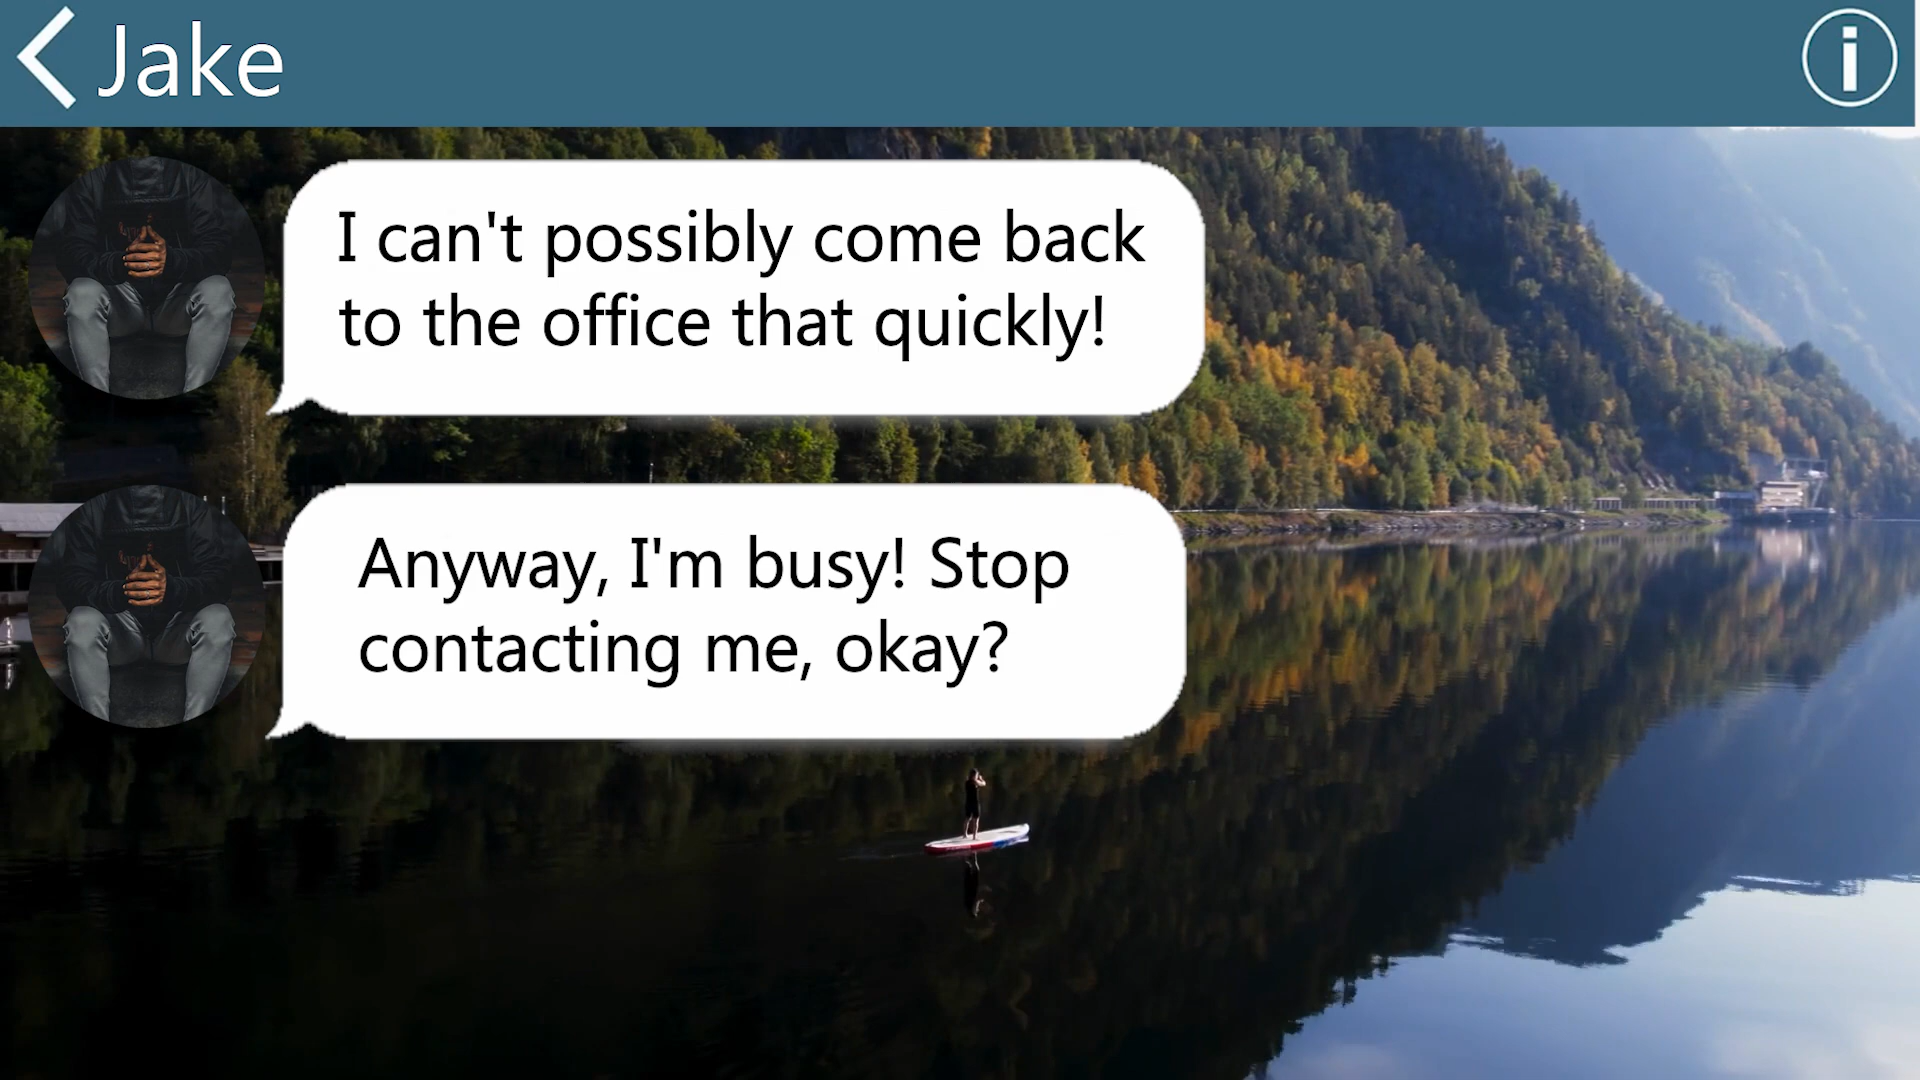 Jake
I can't possibly come back
to the office that quickly!
Anyway, I'm busy! Stop
contacting me, okay?